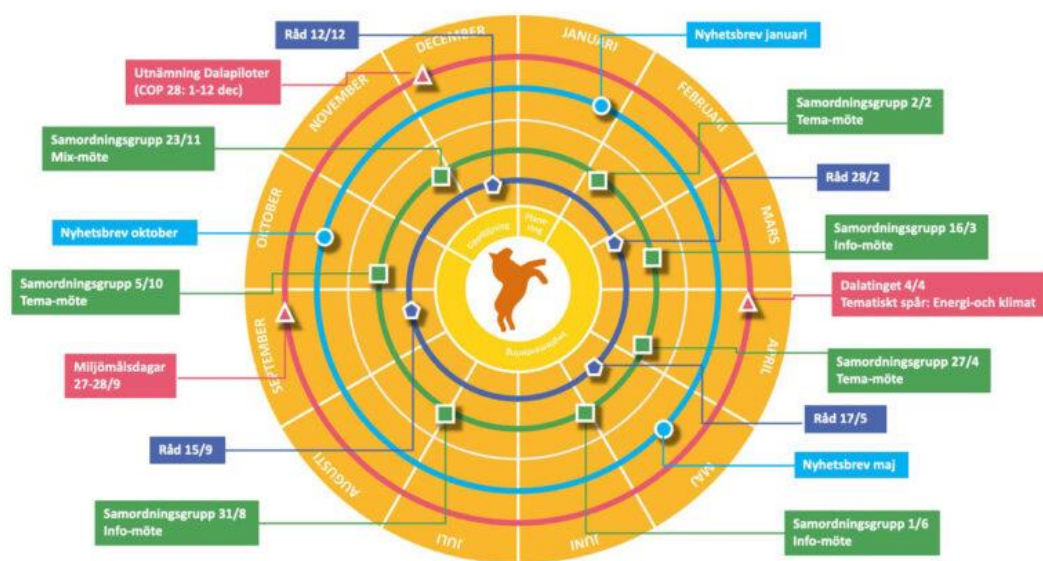 Råd 12/12
Utnämning Dalapiloter
(COP 28: 1-12 dec)
Samordningsgrupp 23/11
Mix-möte
Nyhetsbrev oktober
Samordningsgrupp 5/10
Tema-möte
Miljömålsdagar
27-28/9
Råd 15/9
Samordningsgrupp 31/8
Info-möte
Nyhetsbrev januari
Samordningsgrupp 2/2
Tema-möte
Råd 28/2
Samordningsgrupp 16/3
Info-möte
Dalatinget 4/4
Tematiskt spår: Energi-och klimat
Samordningsgrupp 27/4
Tema-möte
Råd 17/5
Nyhetsbrev maj
Samordningsgrupp 1/6
Info-möte
JANUARI
FEBRUARI
MARS
APRIL
MAJ
JUNI
JULI
AUGUSTI
SEPTEMBER
OKTOBER
NOVEMBER
DECEMBER
Uppföljning
Plane-
ring